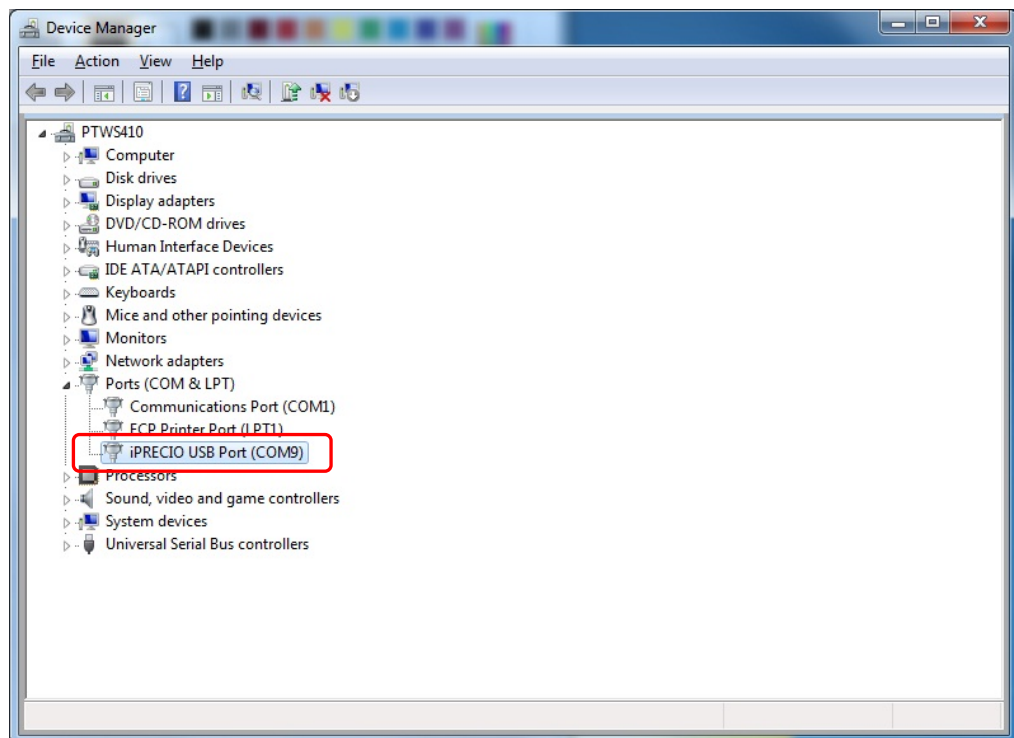 Device Manager
File Action View Help
PTWS410
Computer
Disk drives
Display adapters
DVD/CD-ROM drives
Human Interface Devices
IDE ATA/ATAPI controllers
Keyboards
Mice and other pointing devices
Monitors
Network adapters
Ports (COM & LPT)
Communications Port (COM1)
ECP Printer Port (LPT1)
iPRECIO USB Port (COM9)
Processors
Sound, video and game controllers
System devices
Universal Serial Bus controllers